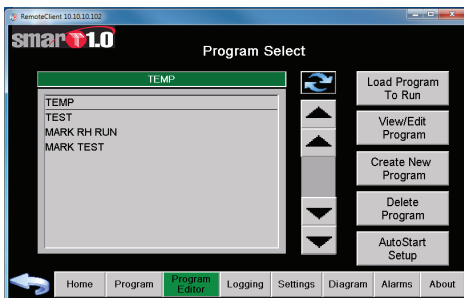 RemoteClient 10.10.10.102
smarT1.0
Program Select
TEMP
TEMP
TEST
MARK RH RUN
MARK TEST
Load Program
To Run
View/Edit
Program
Create New
Program
Delete
Program
AutoStart
Setup
Home
Program
Program
Editor
Logging
Settings
Diagram
Alarms
About